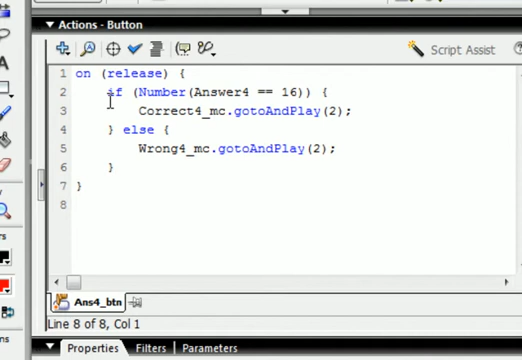 Actions - Button
Script Assist
1 on (release) {
2 if (Number(Answer4 == 16)) {
3 Correct4_mc.gotoAndPlay(2);
4 } else {
5 Wrong4_mc.gotoAndPlay(2);
6 }
7 }
8
Ans4_btn
Line 8 of 8, Col 1
Properties Filters Parameters